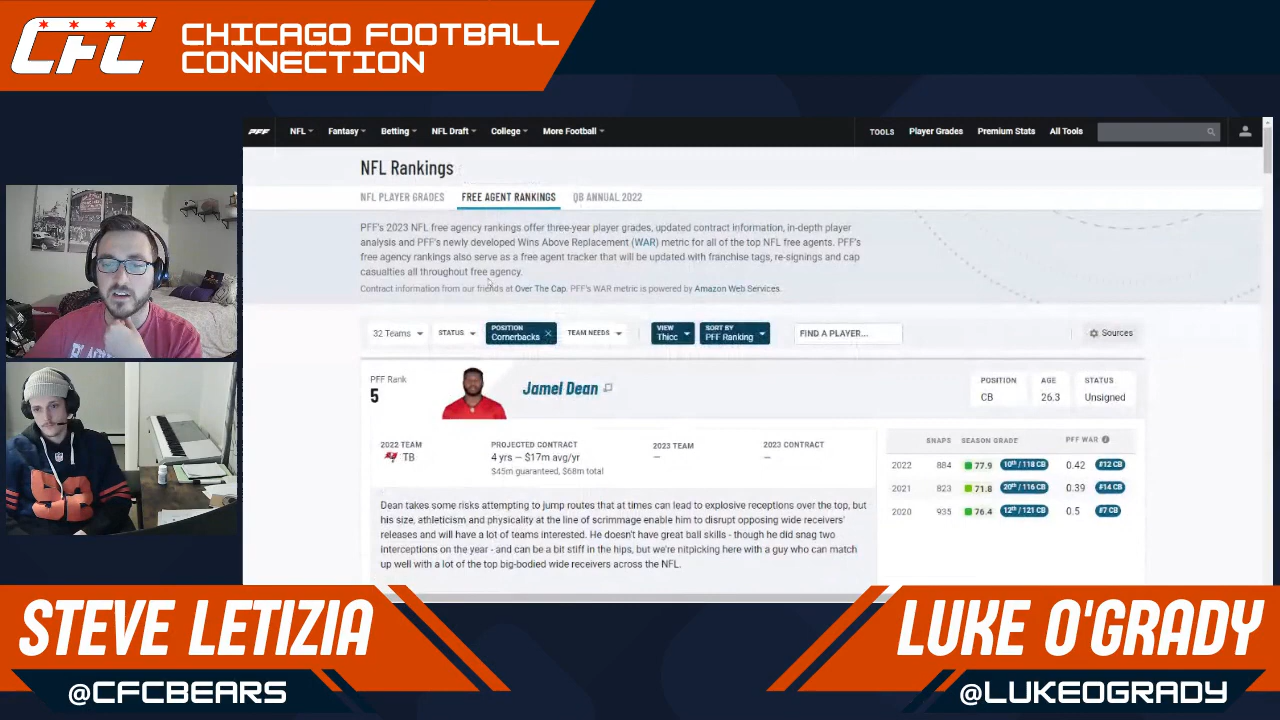 CFC
CHICAGO FOOTBALL
CONNECTION
PFF NFL Fantasy Betting NFL Draft College More Football TOOLS Player Grades Premium Stats All Tools
NFL Rankings
NFL PLAYER GRADES FREE AGENT RANKINGS QB ANNUAL 2022
PFF's 2023 NFL free agency rankings offer three-year player grades, updated contract information, in-depth player
analysis and PFF's newly developed Wins Above Replacement (WAR) metric for all of the top NFL free agents. PFF's
free agency rankings also serve as a free agent tracker that will be updated with franchise tags, re-signings and cap
casualties all throughout free agency.
Contract information from our friends at Over The Cap. PFF's WAR metric is powered by Amazon Web Services.
32 Teams STATUS POSITION Cornerbacks × TEAM NEEDS VIEW Thicc SORT BY PFF Ranking FIND A PLAYER... Sources
PFF Rank
5
Jamel Dean
POSITION AGE STATUS
CB 26.3 Unsigned
2022 TEAM PROJECTED CONTRACT 2023 TEAM 2023 CONTRACT
TB 4 yrs — $17m avg/yr — —
$45m guaranteed, $68m total
SNAPS SEASON GRADE PFF WAR
2022 884 77.9 10th / 118 CB 0.42 #12 CB
2021 823 71.8 20th / 116 CB 0.39 #14 CB
2020 935 76.4 12th / 121 CB 0.5 #7 CB
Dean takes some risks attempting to jump routes that at times can lead to explosive receptions over the top, but
his size, athleticism and physicality at the line of scrimmage enable him to disrupt opposing wide receivers'
releases and will have a lot of teams interested. He doesn't have great ball skills - though he did snag two
interceptions on the year - and can be a bit stiff in the hips, but we're nitpicking here with a guy who can match
up well with a lot of the top big-bodied wide receivers across the NFL.
STEVE LETIZIA
@CFCBEARS
LUKE O'GRADY
@LUKEOGRADY